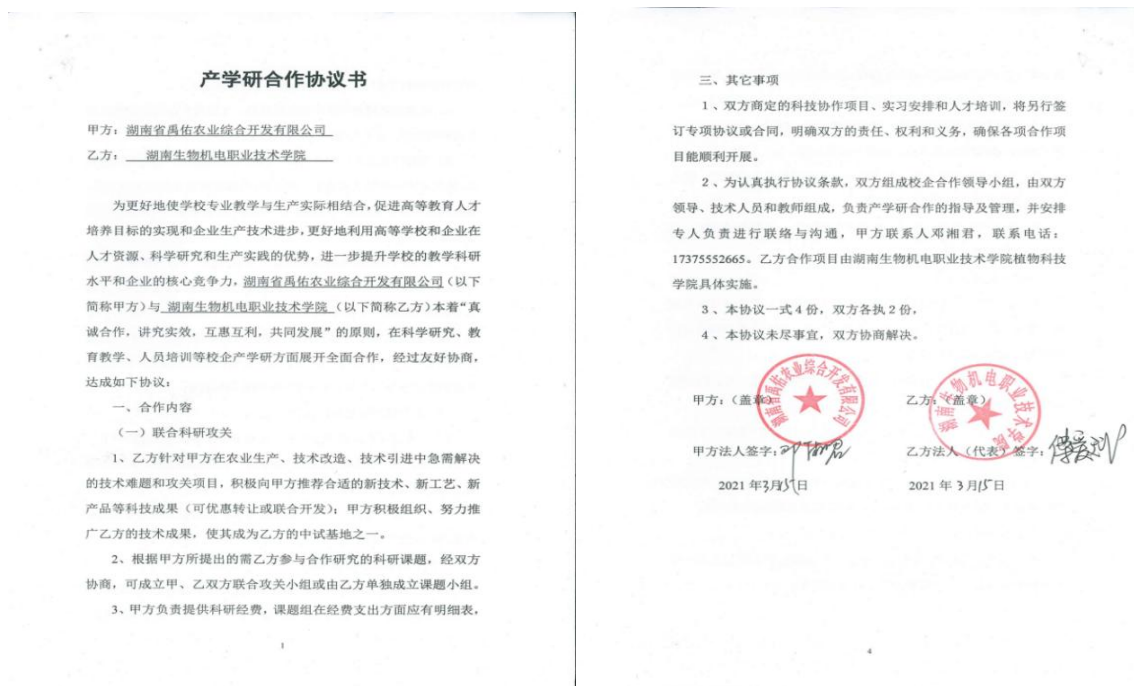 产学研合作协议书
甲方：湖南省禹佑农业综合开发有限公司
乙方：湖南生物机电职业技术学院
为更好地使学校专业教学与生产实际相结合，促进高等教育人才
培养目标的实现和企业生产技术进步，更好地利用高等学校和企业在
人才资源、科学研究和生产实践的优势，进一步提升学校的教学科研
水平和企业的核心竞争力，湖南省禹佑农业综合开发有限公司（以下
简称甲方）与 湖南生物机电职业技术学院 （以下简称乙方）本着“真
诚合作，讲究实效，互惠互利，共同发展”的原则，在科学研究、教
育教学、人员培训等校企产学研方面展开全面合作，经过友好协商，
达成如下协议：
一、合作内容
（一）联合科研攻关
1、乙方针对甲方在农业生产、技术改造、技术引进中急需解决
的技术难题和攻关项目，积极向甲方推荐合适的新技术、新工艺、新
产品等科技成果（可优惠转让或联合开发）；甲方积极组织、努力推
广乙方的技术成果，使其成为乙方的中试基地之一。
2、根据甲方所提出的需乙方参与合作研究的科研课题，经双方
协商，可成立甲、乙双方联合攻关小组或由乙方单独成立课题小组。
3、甲方负责提供科研经费，课题组在经费支出方面应有明细表，
1
三、其它事项
1、双方商定的科技协作项目、实习安排和人才培训，将另行签
订专项协议或合同，明确双方的责任、权利和义务，确保各项合作项
目能顺利开展。
2、为认真执行协议条款，双方组成校企合作领导小组，由双方
领导、技术人员和教师组成，负责产学研合作的指导及管理，并安排
专人负责进行联络与沟通，甲方联系人邓湘君，联系电话：
17375552665。乙方合作项目由湖南生物机电职业技术学院植物科技
学院具体实施。
3、本协议一式 4 份，双方各执 2 份，
4、本协议未尽事宜，双方协商解决。
湖南省禹佑农业综合开发有限公司
湖南生物机电职业技术学院
甲方：（盖章）
乙方：（盖章）
甲方法人签字：邓湘君
乙方法人（代表）签字：
2021 年3月15日
2021 年 3 月15日
4